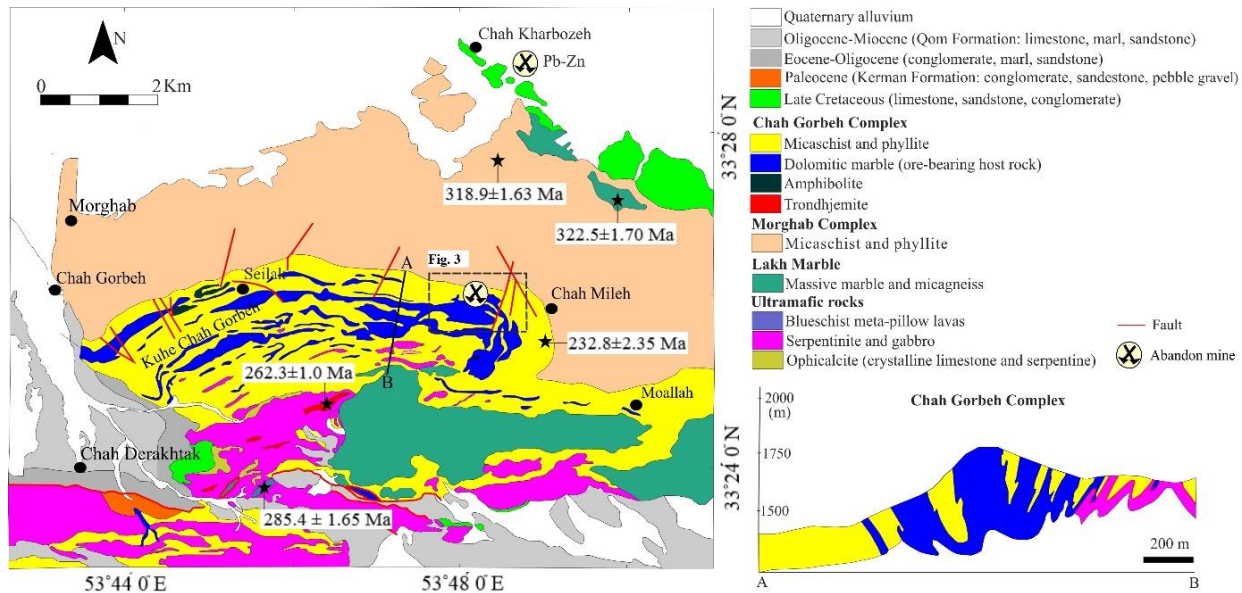 N
0 2 Km
Chah Kharbozeh
Pb-Zn
33°28 0˝N
318.9±1.63 Ma
322.5±1.70 Ma
Morghab
Chah Gorbeh
Seilak
A
Fig. 3
Chah Mileh
Kuhe Chah Gorbeh
232.8±2.35 Ma
262.3±1.0 Ma
B
Moallah
Chah Derakhtak
33°24 0˝N
285.4 ± 1.65 Ma
53°44 0˝E
53°48 0˝E
Quaternary alluvium
Oligocene-Miocene (Qom Formation: limestone, marl, sandstone)
Eocene-Oligocene (conglomerate, marl, sandstone)
Paleocene (Kerman Formation: conglomerate, sandestone, pebble gravel)
Late Cretaceous (limestone, sandstone, conglomerate)
Chah Gorbeh Complex
Micaschist and phyllite
Dolomitic marble (ore-bearing host rock)
Amphibolite
Trondhjemite
Morghab Complex
Micaschist and phyllite
Lakh Marble
Massive marble and micagneiss
Ultramafic rocks
Blueschist meta-pillow lavas
Serpentinite and gabbro
Ophicalcite (crystalline limestone and serpentine)
Fault
Abandon mine
Chah Gorbeh Complex
2000
(m)
1750
1500
200 m
A
B